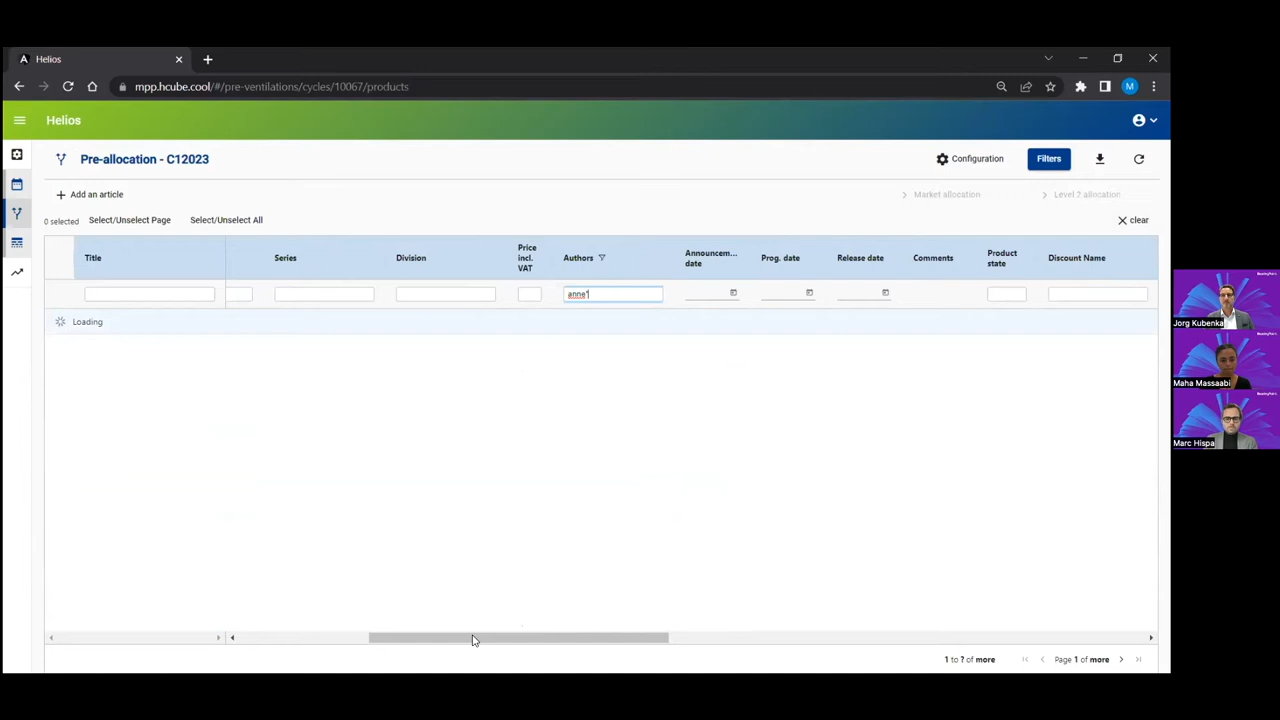 Helios
mpp.hcube.cool/#/pre-ventilations/cycles/10067/products
M
Helios
Pre-allocation - C12023
Configuration
Filters
Add an article
Market allocation
Level 2 allocation
0 selected
Select/Unselect Page
Select/Unselect All
clear
Title
Series
Division
Price
incl.
VAT
Authors
Announcem...
date
Prog. date
Release date
Comments
Product
state
Discount Name
anne"
Loading
1 to ? of more
Page 1 of more
Jorg Kubenka
Maha Massaabi
Marc Hispa